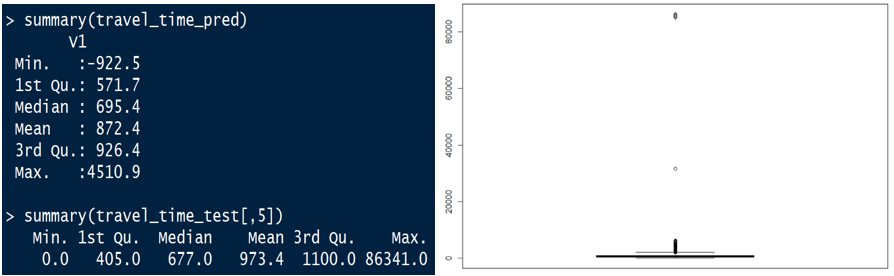 > summary(travel_time_pred)
V1
Min.   :-922.5
1st Qu.: 571.7
Median : 695.4
Mean   : 872.4
3rd Qu.: 926.4
Max.   :4510.9
> summary(travel_time_test[,5])
Min. 1st Qu.  Median    Mean 3rd Qu.    Max.
0.0   405.0   677.0   973.4  1100.0 86341.0
80000
60000
40000
20000
0